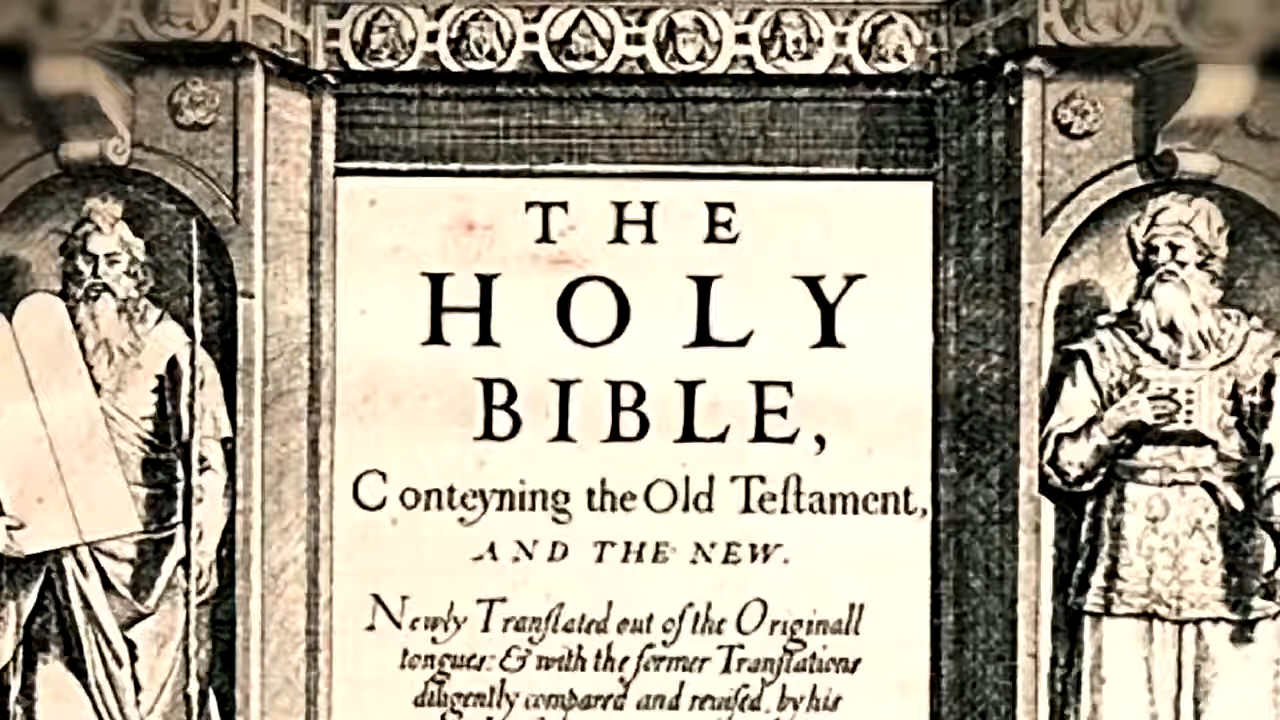 THE
HOLY
BIBLE,
Conteyning the Old Teſtament,
AND THE NEW.
Newly Tranſlated out of the Originall
tongues: & with the former Tranſlations
diligently compared and reuiſed, by his